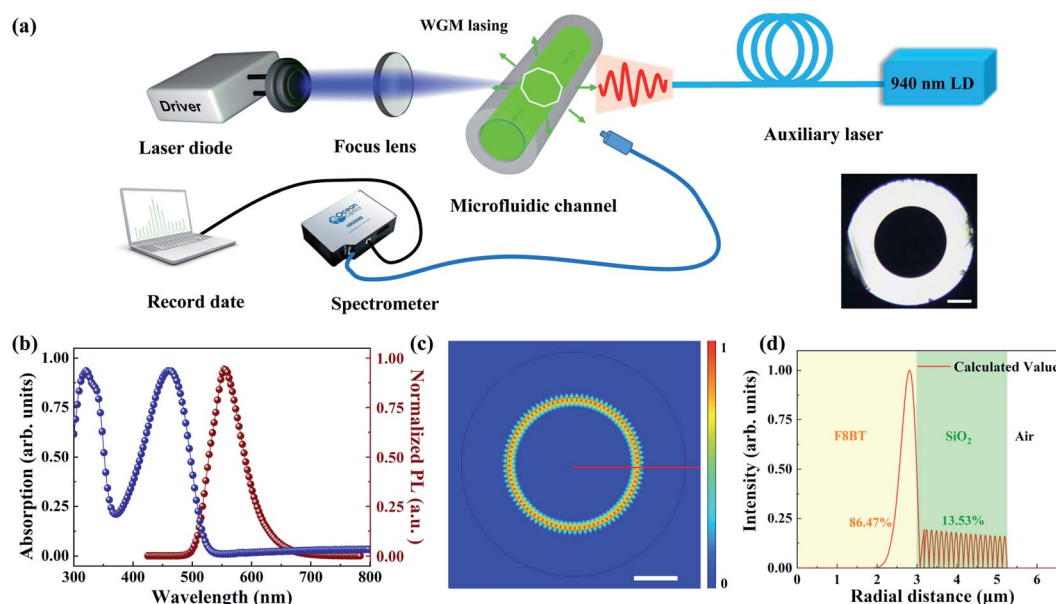 (a)
WGM lasing
Driver
940 nm LD
Laser diode
Focus lens
Auxiliary laser
Microfluidic channel
Ocean
Optics
Record date
Spectrometer
(b)
Absorption (arb. units)
1.00
0.75
0.50
0.25
0.00
300 400 500 600 700 800
Wavelength (nm)
1.00
0.75
0.50
0.25
0.00
Normalized PL (a.u.)
(c)
1
0
(d)
Intensity (arb. units)
1.00
0.75
0.50
0.25
0.00
Calculated Value
F8BT
SiO2
Air
86.47%
13.53%
0 1 2 3 4 5 6
Radial distance (μm)